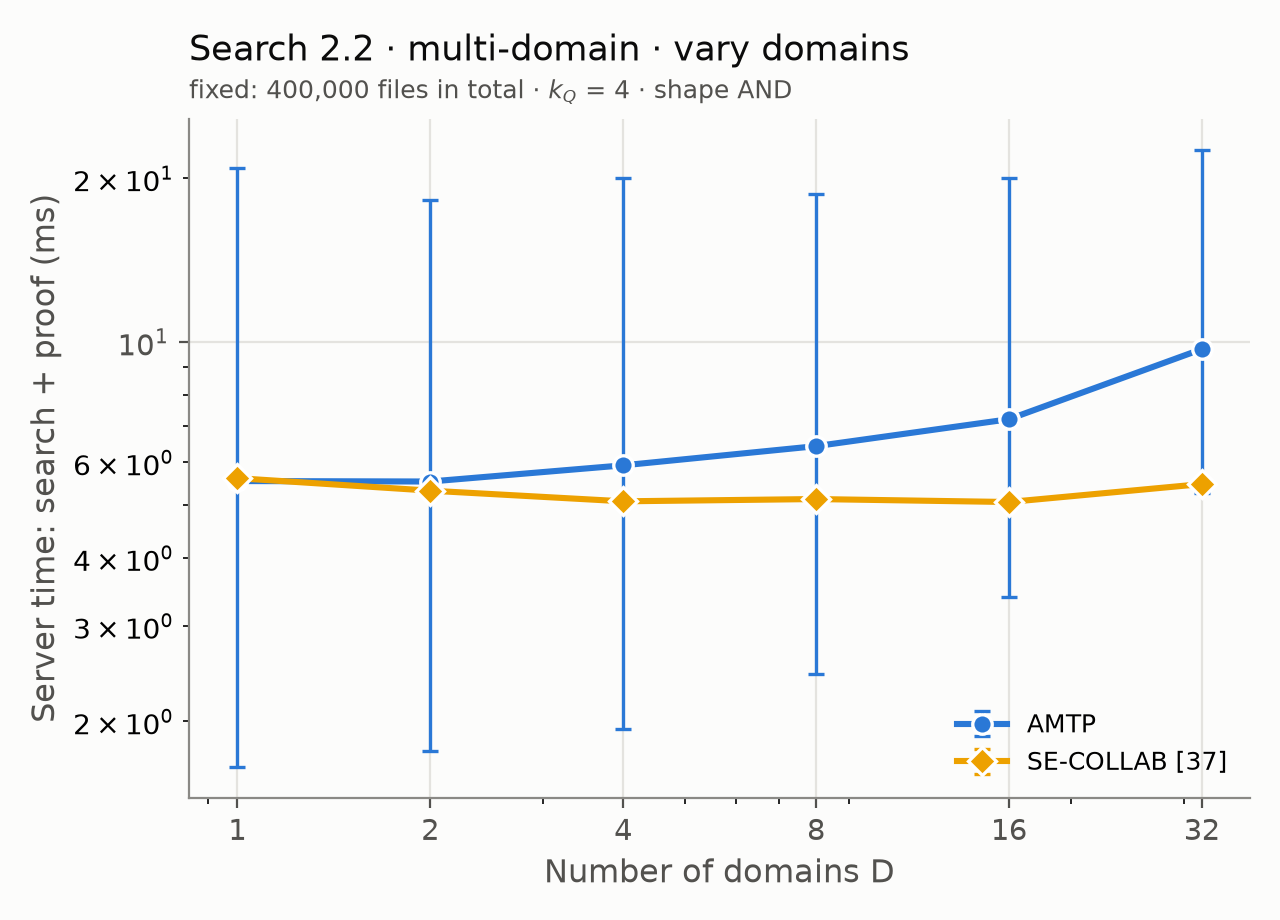 Search 2.2 · multi-domain · vary domains
fixed: 400,000 files in total · k_Q = 4 · shape AND
Server time: search + proof (ms)
2 × 10¹
10¹
6 × 10⁰
4 × 10⁰
3 × 10⁰
2 × 10⁰
AMTP
SE-COLLAB [37]
1 2 4 8 16 32
Number of domains D